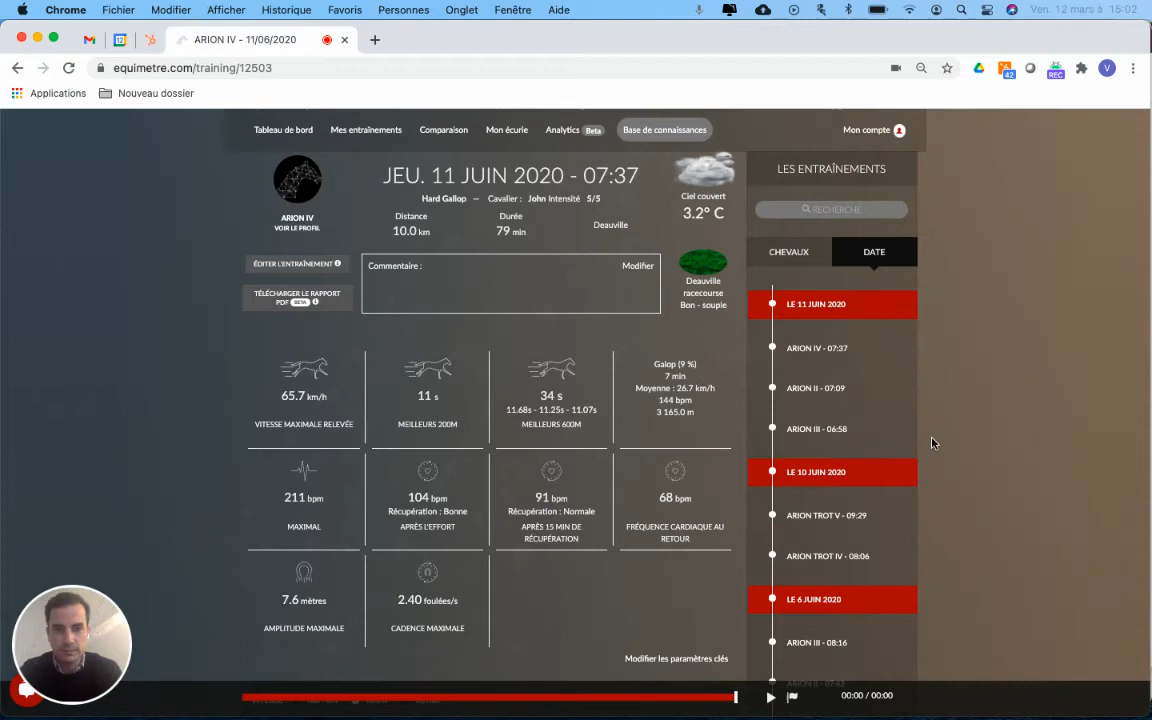 Chrome Fichier Modifier Afficher Historique Favoris Personnes Onglet Fenêtre Aide Ven. 12 mars à 15:02
12 ARION IV - 11/06/2020
equimetre.com/training/12503 42 REC V
Applications Nouveau dossier
Tableau de bord Mes entraînements Comparaison Mon écurie Analytics Beta Base de connaissances Mon compte
ARION IV
VOIR LE PROFIL
JEU. 11 JUIN 2020 - 07:37
Hard Gallop — Cavalier : John Intensité 5/5
Distance Durée
10.0 km 79 min Deauville
Ciel couvert
3.2° C
ÉDITER L'ENTRAÎNEMENT
TÉLÉCHARGER LE RAPPORT
PDF BETA
Commentaire : Modifier
Deauville
racecourse
Bon - souple
65.7 km/h
VITESSE MAXIMALE RELEVÉE
11 s
MEILLEURS 200M
34 s
11.68s - 11.25s - 11.07s
MEILLEURS 600M
Galop (9 %)
7 min
Moyenne : 26.7 km/h
144 bpm
3 165.0 m
211 bpm
MAXIMAL
104 bpm
Récupération : Bonne
APRÈS L'EFFORT
91 bpm
Récupération : Normale
APRÈS 15 MIN DE
RÉCUPÉRATION
68 bpm
FRÉQUENCE CARDIAQUE AU
RETOUR
7.6 mètres
AMPLITUDE MAXIMALE
2.40 foulées/s
CADENCE MAXIMALE
Modifier les paramètres clés
LES ENTRAÎNEMENTS
RECHERCHE
CHEVAUX DATE
LE 11 JUIN 2020
ARION IV - 07:37
ARION II - 07:09
ARION III - 06:58
LE 10 JUIN 2020
ARION TROT V - 09:29
ARION TROT IV - 08:06
LE 6 JUIN 2020
ARION III - 08:16
ARION II - 07:42
00:00 / 00:00